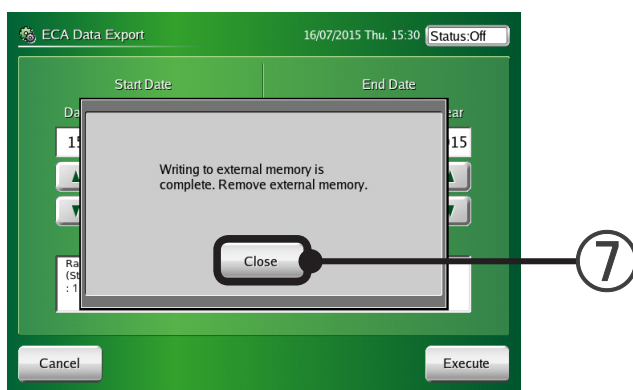 ECA Data Export
16/07/2015 Thu. 15:30
Status:Off
Start Date
End Date
Writing to external memory is
complete. Remove external memory.
Close
7
Cancel
Execute